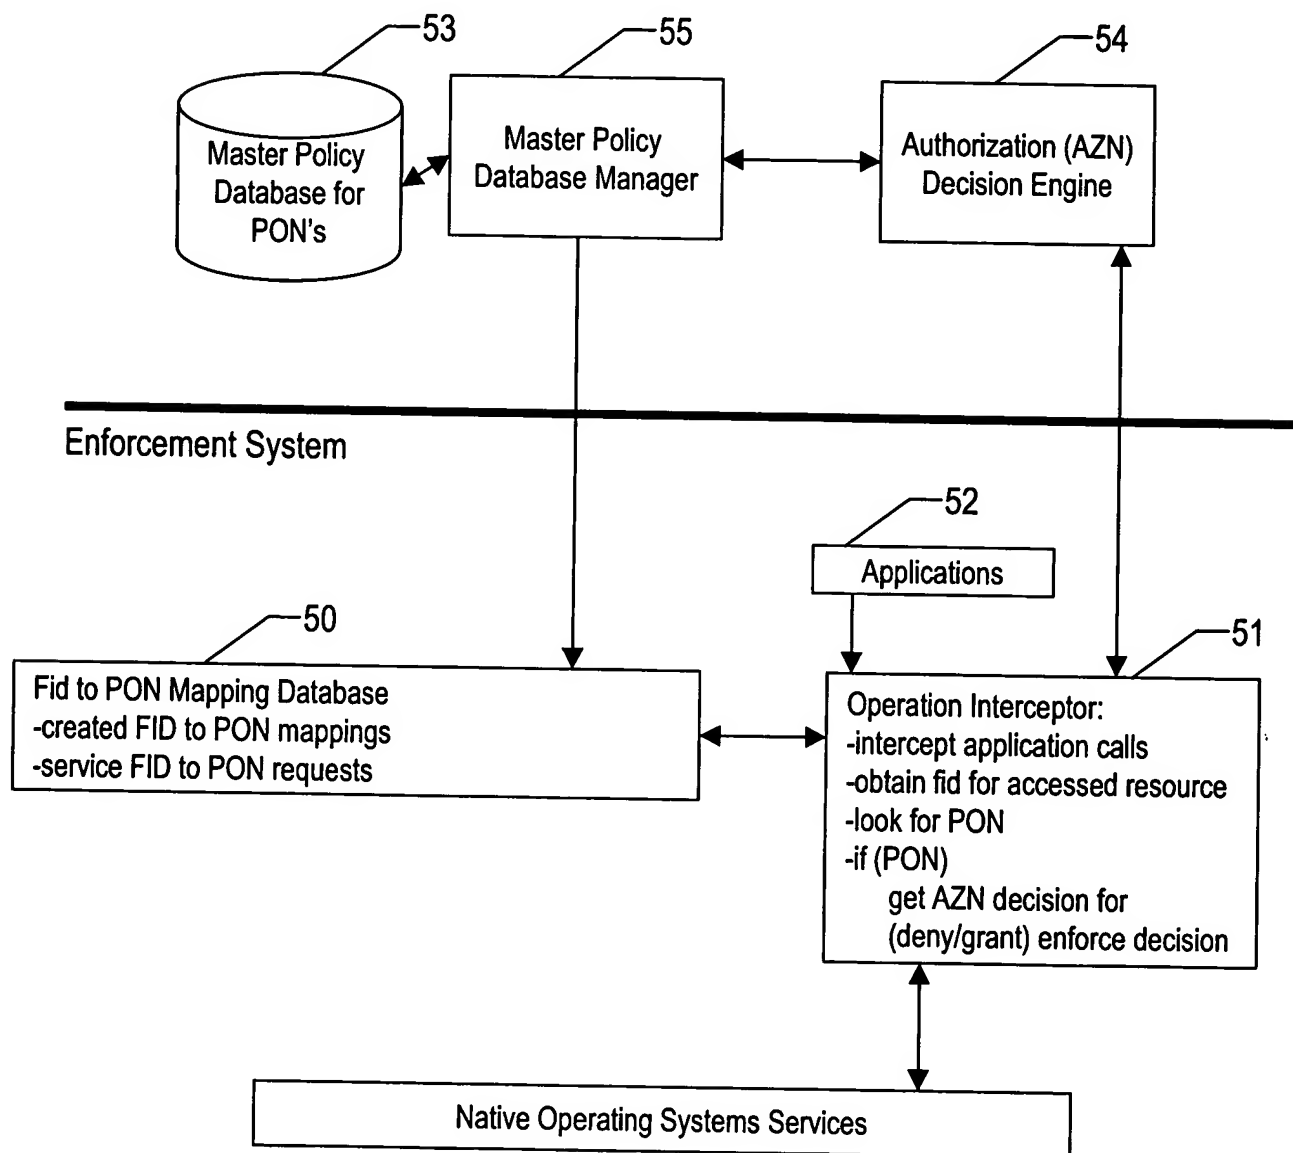 53
55
54
Master Policy
Database for
PON's
Master Policy
Database Manager
Authorization (AZN)
Decision Engine
Enforcement System
52
Applications
50
51
Fid to PON Mapping Database
-created FID to PON mappings
-service FID to PON requests
Operation Interceptor:
-intercept application calls
-obtain fid for accessed resource
-look for PON
-if (PON)
get AZN decision for
(deny/grant) enforce decision
Native Operating Systems Services